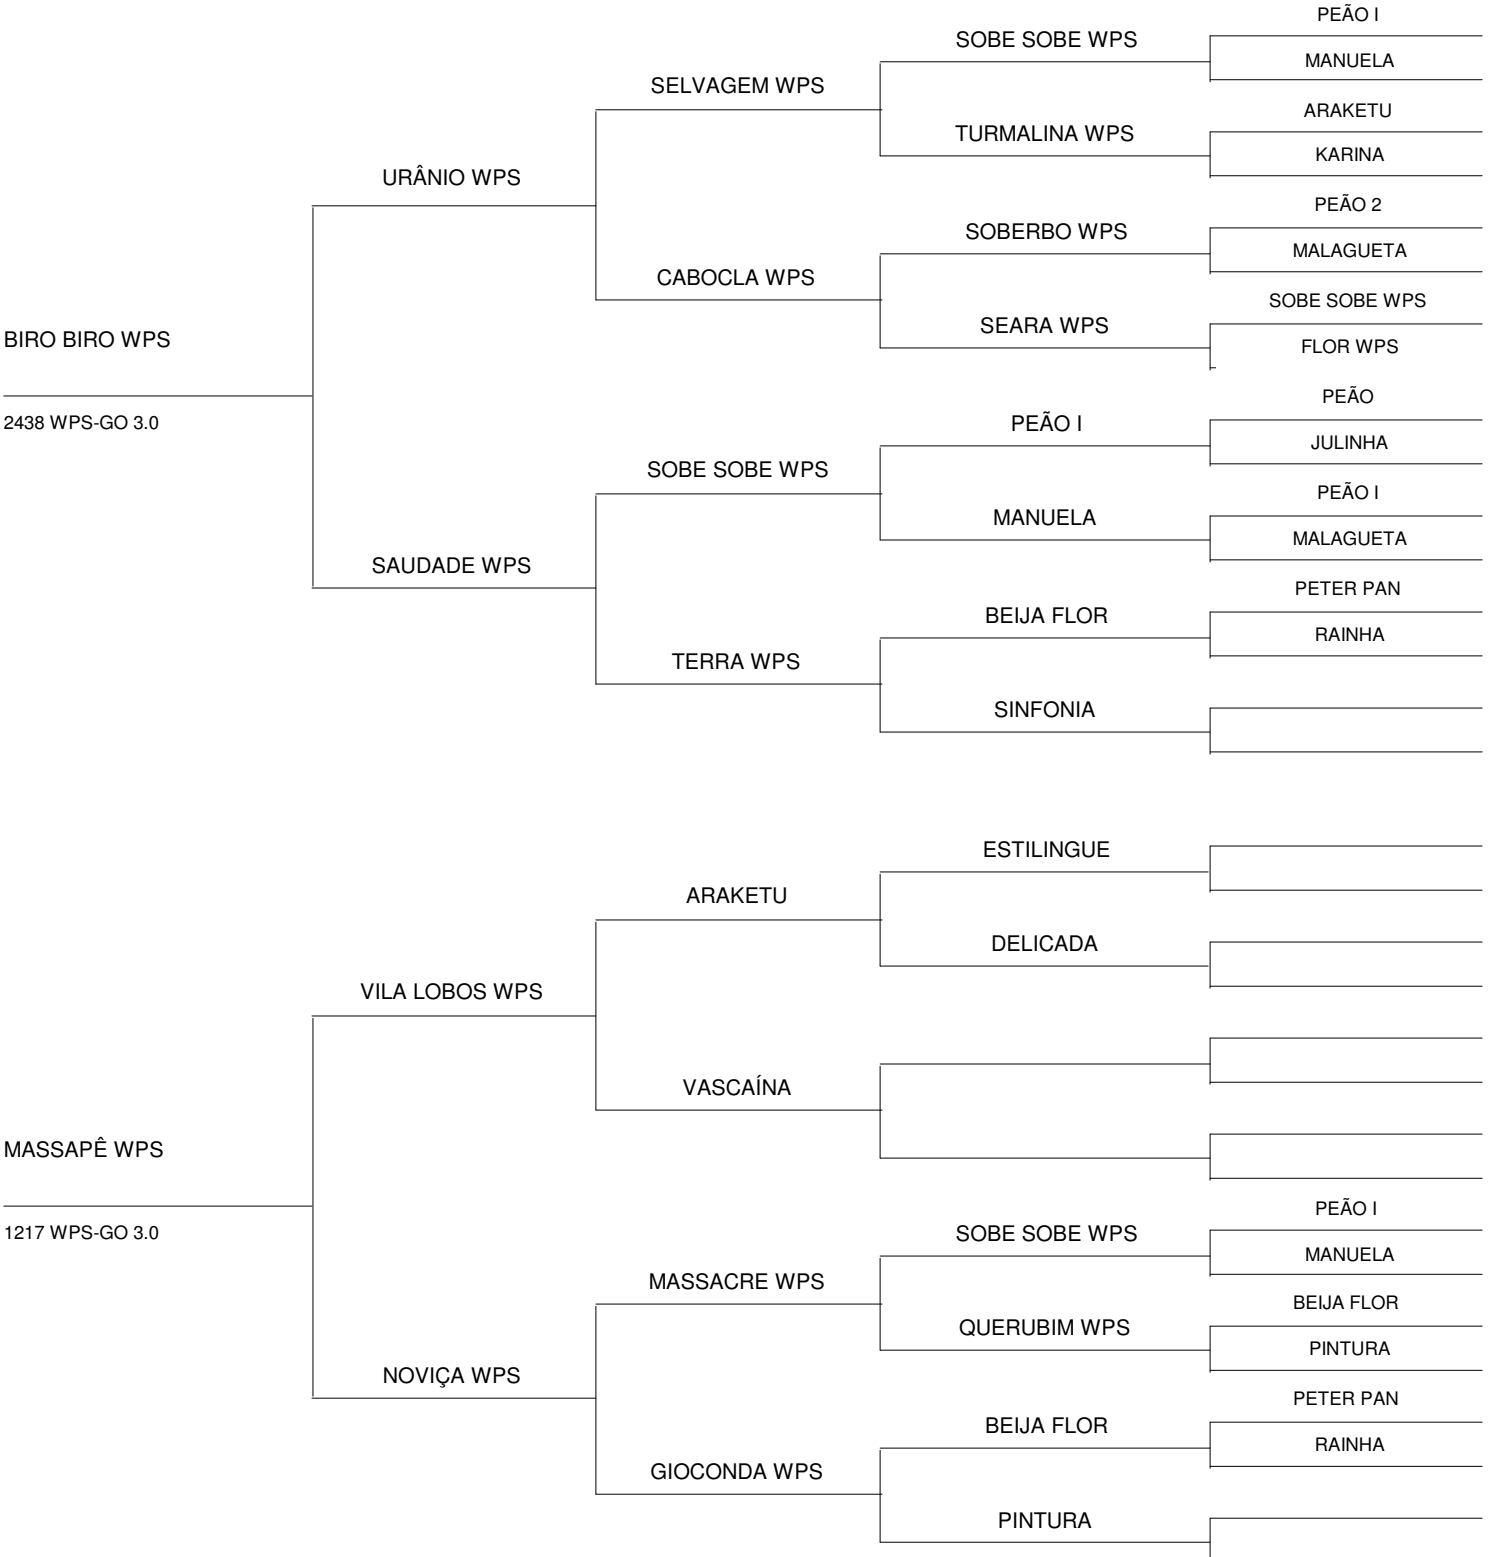 PEÃO I
SOBE SOBE WPS
MANUELA
SELVAGEM WPS
ARAKETU
TURMALINA WPS
KARINA
URÂNIO WPS
PEÃO 2
SOBERBO WPS
MALAGUETA
CABOCLA WPS
SOBE SOBE WPS
SEARA WPS
FLOR WPS
BIRO BIRO WPS
2438 WPS-GO 3.0
PEÃO
PEÃO I
JULINHA
SOBE SOBE WPS
PEÃO I
MANUELA
MALAGUETA
SAUDADE WPS
PETER PAN
BEIJA FLOR
RAINHA
TERRA WPS
SINFONIA
ESTILINGUE
ARAKETU
DELICADA
VILA LOBOS WPS
VASCAÍNA
MASSAPÊ WPS
1217 WPS-GO 3.0
PEÃO I
SOBE SOBE WPS
MANUELA
MASSACRE WPS
BEIJA FLOR
QUERUBIM WPS
PINTURA
NOVIÇA WPS
PETER PAN
BEIJA FLOR
RAINHA
GIOCONDA WPS
PINTURA